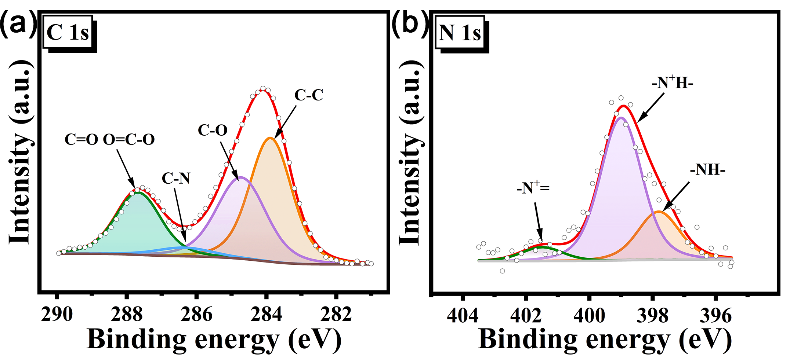 (a)
C 1s
C=O O=C-O
C-N
C-O
C-C
Intensity (a.u.)
290 288 286 284 282
Binding energy (eV)
(b)
N 1s
-N⁺=
-N⁺H-
-NH-
Intensity (a.u.)
404 402 400 398 396
Binding energy (eV)